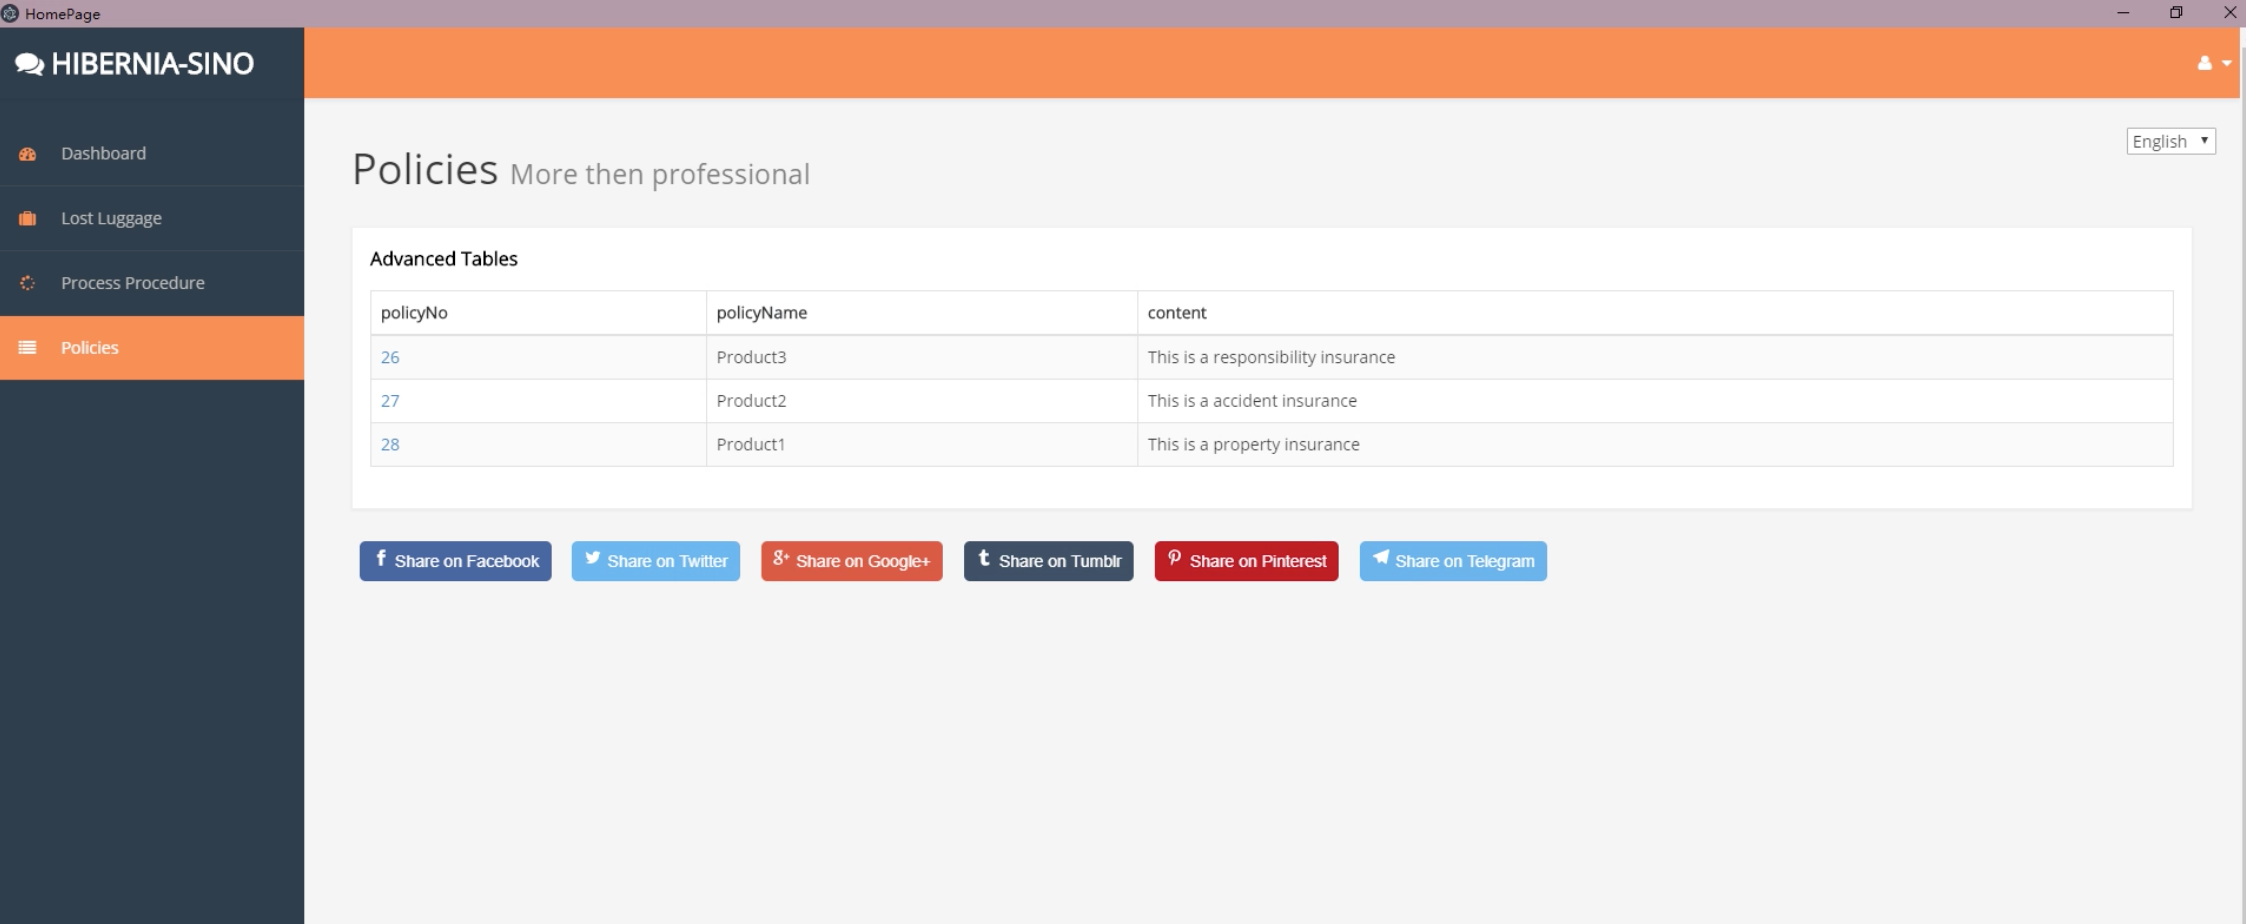 HomePage
HIBERNIA-SINO
English
Dashboard
Lost Luggage
Process Procedure
Policies
Policies More then professional
Advanced Tables
policyNo policyName content
26 Product3 This is a responsibility insurance
27 Product2 This is a accident insurance
28 Product1 This is a property insurance
Share on Facebook Share on Twitter Share on Google+ Share on Tumblr Share on Pinterest Share on Telegram